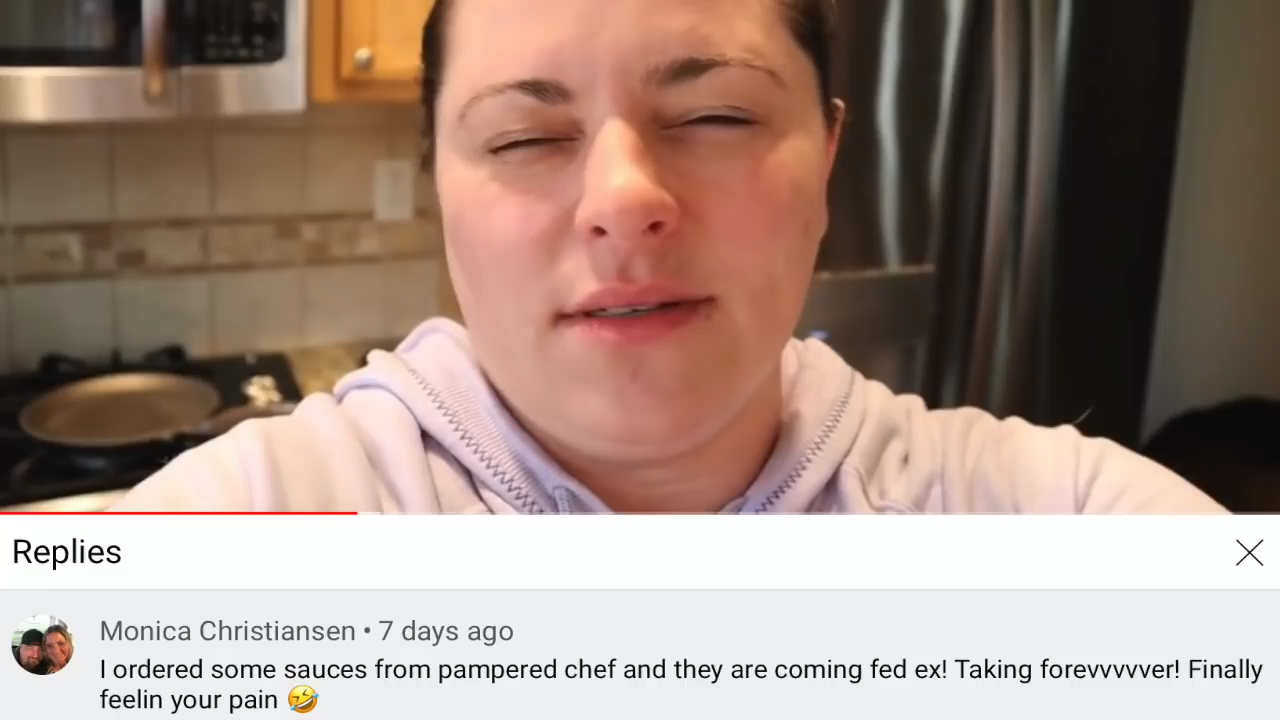 Replies
Monica Christiansen • 7 days ago
I ordered some sauces from pampered chef and they are coming fed ex! Taking forevvvvver! Finally
feelin your pain 🤣